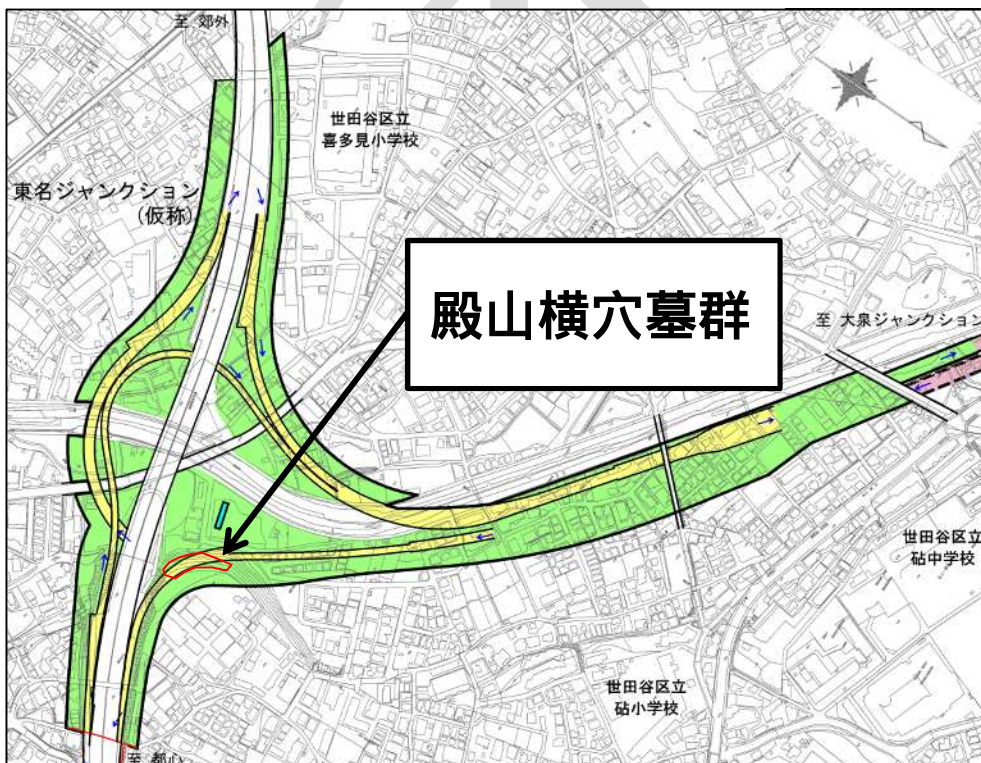 至 郊外
世田谷区立
喜多見小学校
東名ジャンクション
(仮称)
殿山横穴墓群
至 大泉ジャンクション
世田谷区立
砧中学校
世田谷区立
砧小学校
至 都心